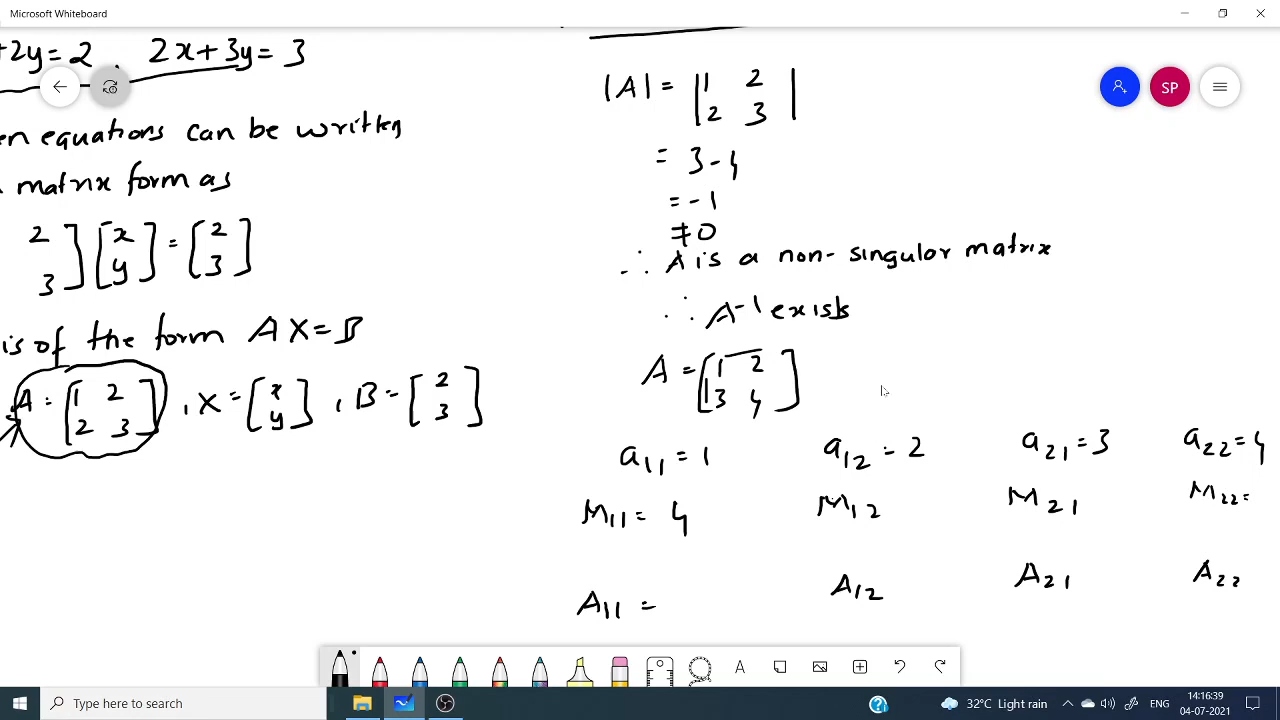 Microsoft Whiteboard
+2y=2 , 2x+3y=3
en equations can be written
matrix form as
2
3] [x
y] = [2
3]
is of the form AX=B
A = [1 2
2 3] , X = [x
y] , B = [2
3]
|A| = |1 2
2 3|
= 3-4
= -1
≠0
∴ A is a non-singular matrix
∴ A-1 exists
A = [1 2
3 4]
a11 = 1 a12 = 2 a21 = 3 a22 = 4
M11 = 4 M12 M21 M22=
A11 = A12 A21 A22
SP
A
Type here to search
32°C Light rain
ENG
14:16:39
04-07-2021